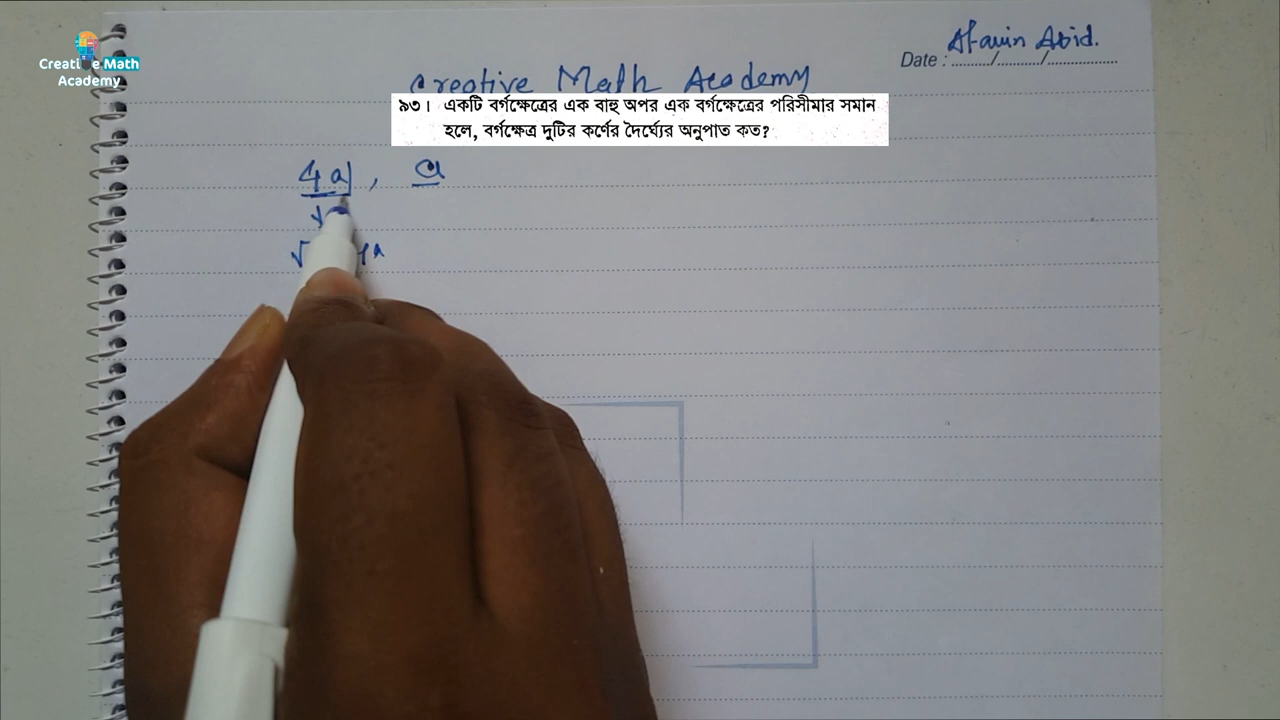 Creative Math
Academy
Alamin Abid.
Date : ........../........../..................
Creative Math Academy
৯৩। একটি বর্গক্ষেত্রের এক বাহু অপর এক বর্গক্ষেত্রের পরিসীমার সমান
হলে, বর্গক্ষেত্র দুটির কর্ণের দৈর্ঘ্যের অনুপাত কত?
4a, a